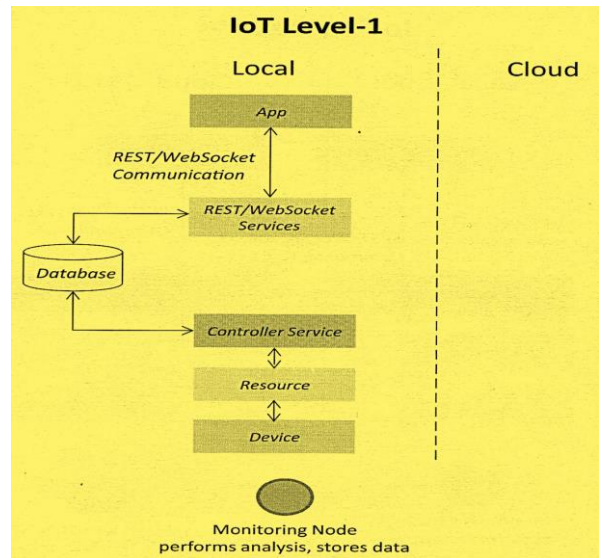 IoT Level-1
Local
Cloud
App
REST/WebSocket
Communication
REST/WebSocket
Services
Database
Controller Service
Resource
Device
Monitoring Node
performs analysis, stores data